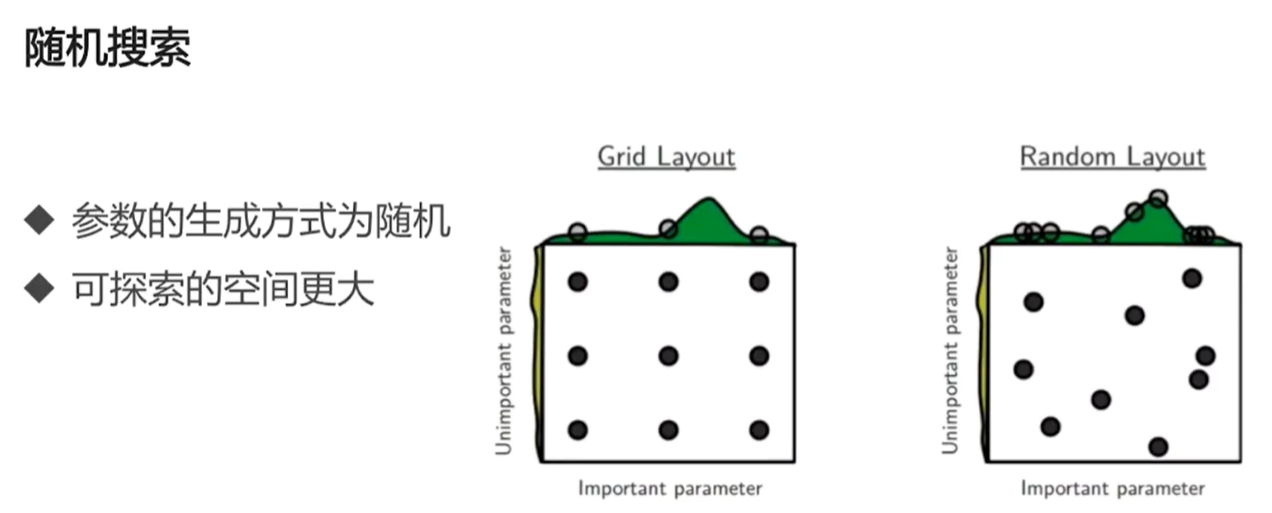 随机搜索
参数的生成方式为随机
可探索的空间更大
Grid Layout
Unimportant parameter
Important parameter
Random Layout
Unimportant parameter
Important parameter